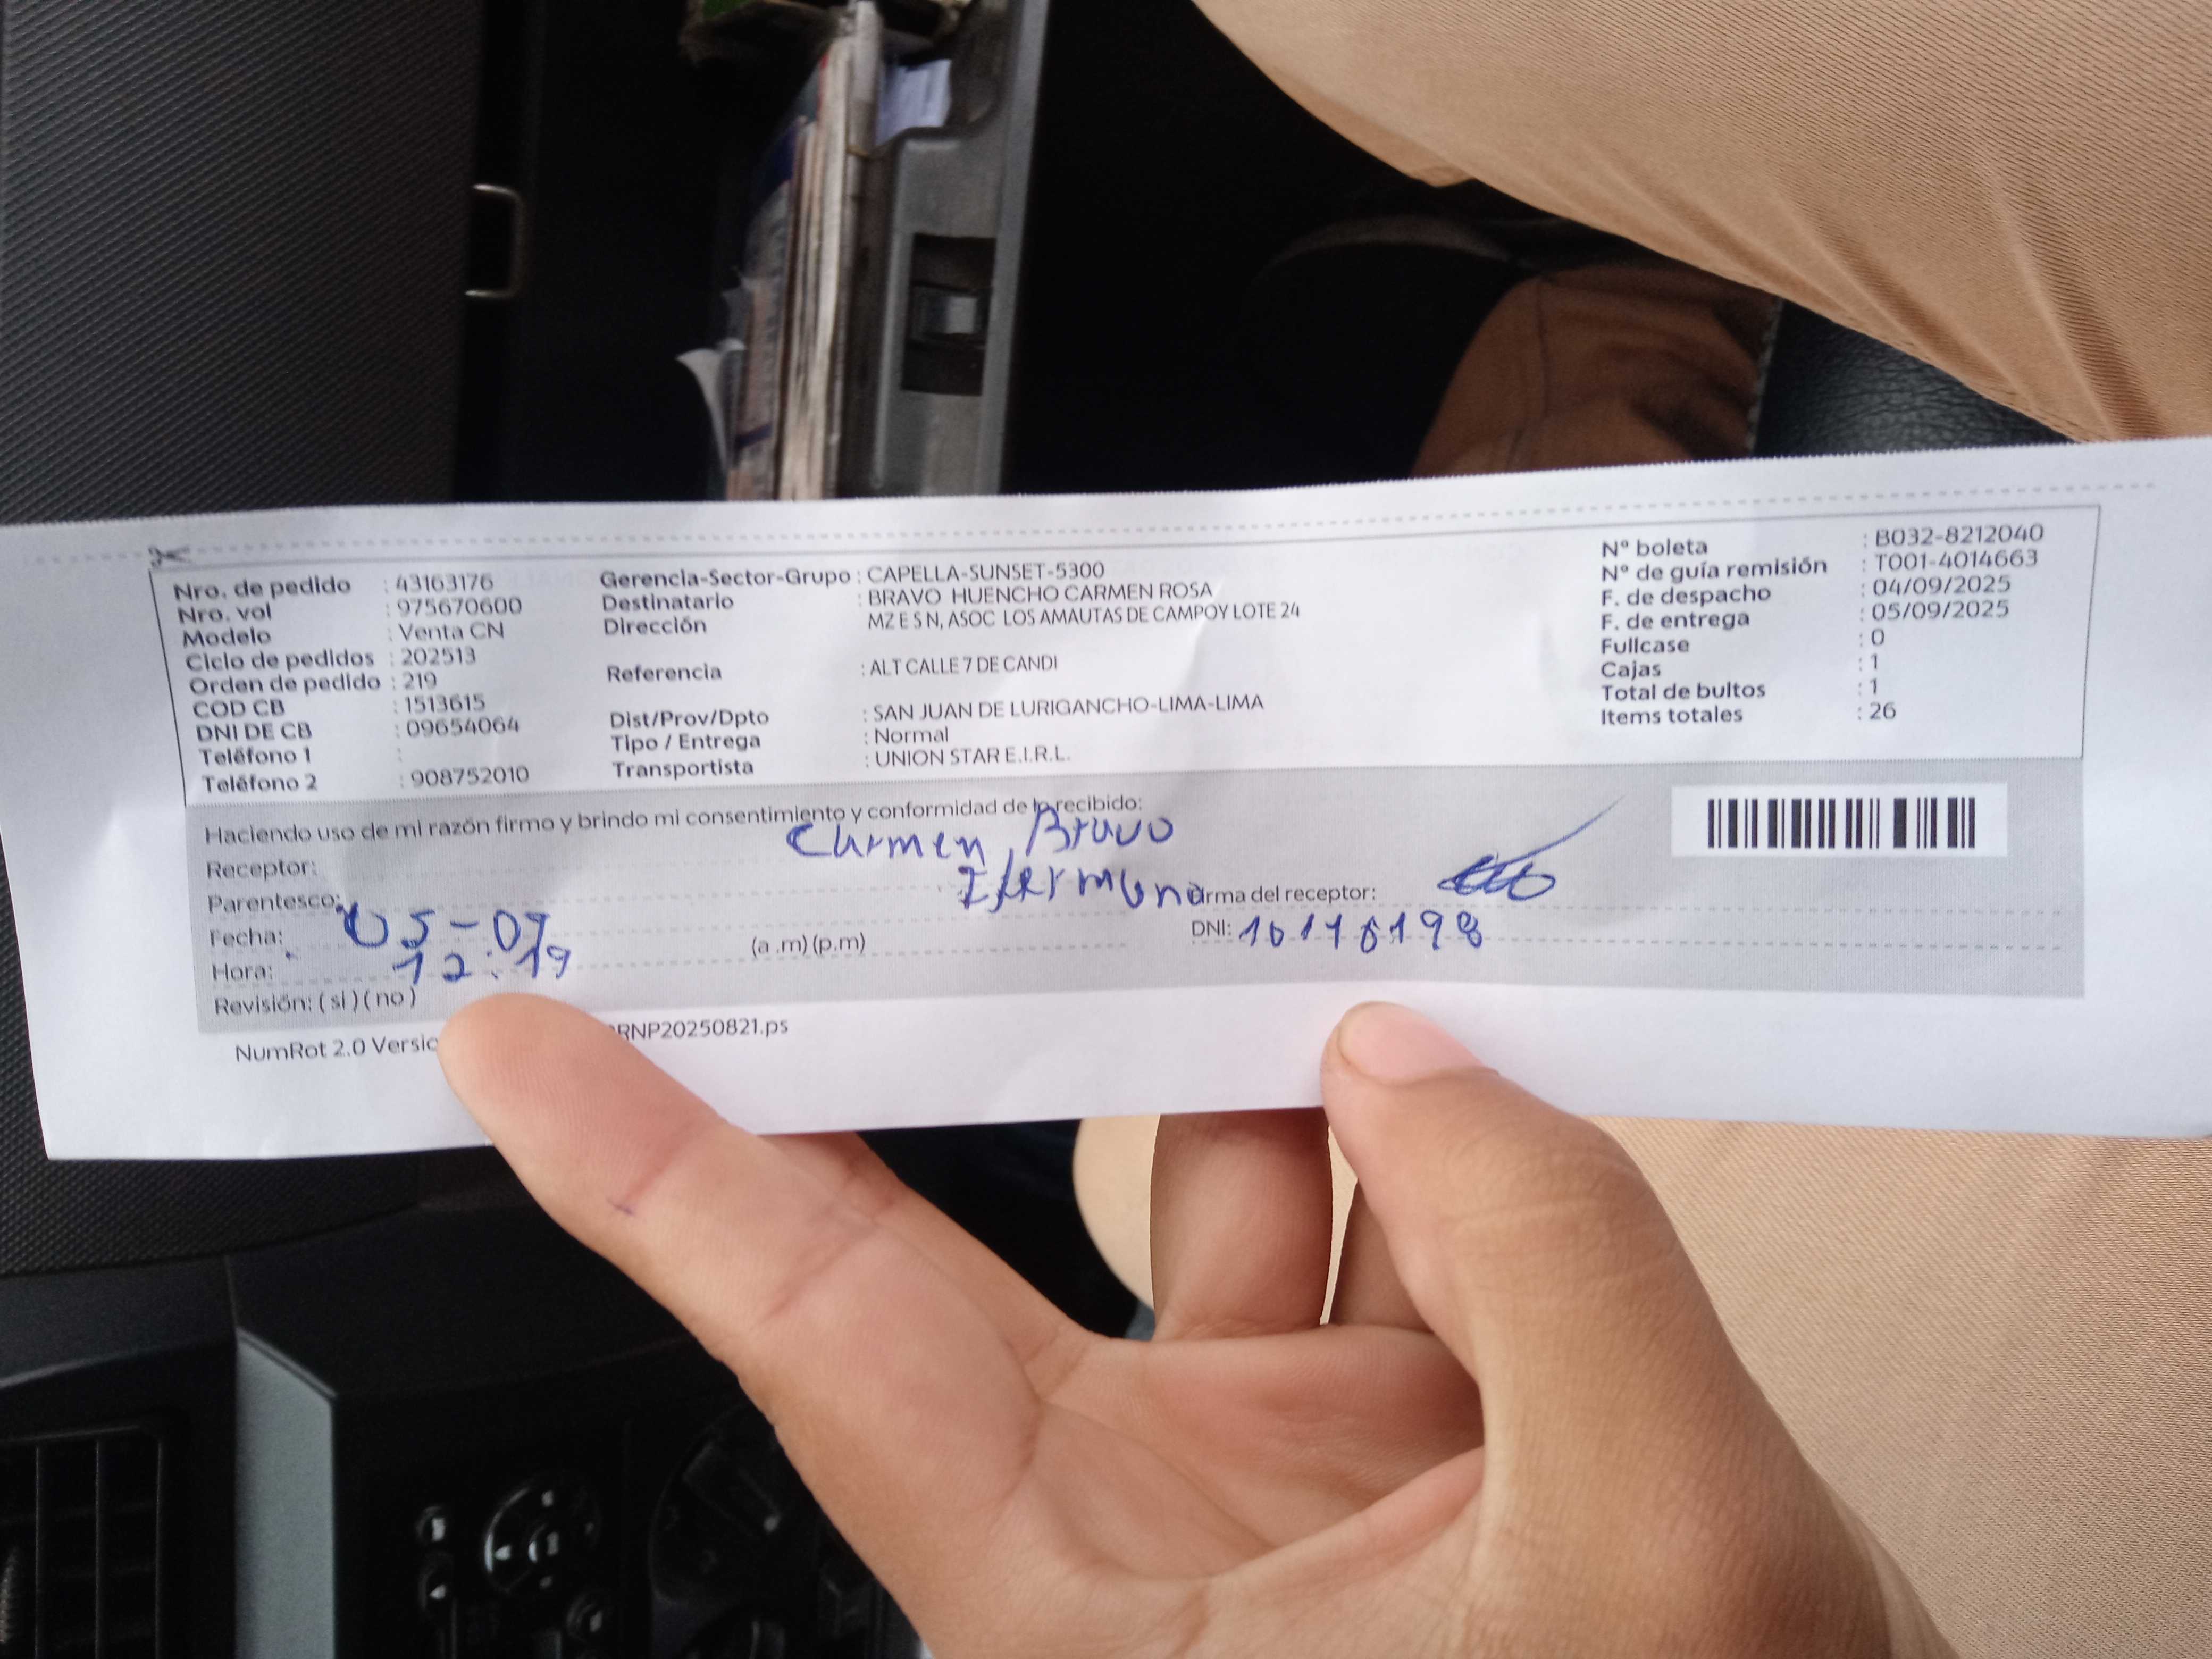 Nro. de pedido : 43163176
Nro. vol : 975670600
Modelo : Venta CN
Ciclo de pedidos : 202513
Orden de pedido : 219
COD CB : 1513615
DNI DE CB : 09654064
Teléfono 1 :
Teléfono 2 : 908752010
Gerencia-Sector-Grupo : CAPELLA-SUNSET-5300
Destinatario : BRAVO HUENCHO CARMEN ROSA
Dirección MZ E S N, ASOC LOS AMAUTAS DE CAMPOY LOTE 24
Referencia : ALT CALLE 7 DE CANDI
Dist/Prov/Dpto : SAN JUAN DE LURIGANCHO-LIMA-LIMA
Tipo / Entrega : Normal
Transportista : UNION STAR E.I.R.L.
N° boleta : B032-8212040
N° de guía remisión : T001-4014663
F. de despacho : 04/09/2025
F. de entrega : 05/09/2025
Fullcase : 0
Cajas : 1
Total de bultos : 1
Items totales : 26
Haciendo uso de mi razón firmo y brindo mi consentimiento y conformidad de lo recibido:
Receptor: Carmen Bravo
Parentesco: irma del receptor:
Fecha: 05-09 DNI:
Hora: 12:19 (a .m) (p.m)
Revisión: ( si ) ( no )
NumRot 2.0 Versio RNP20250821.ps